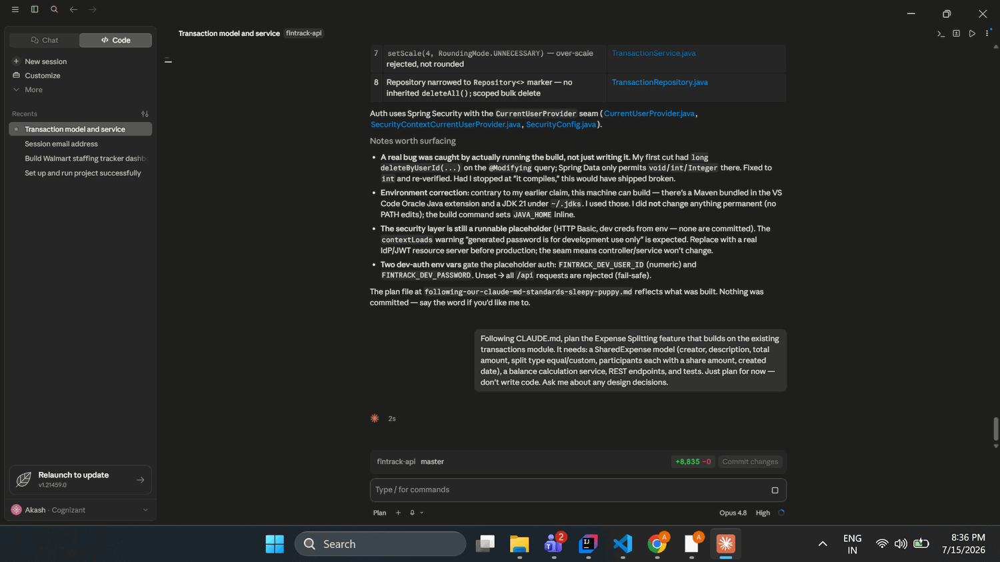 Chat
Code
New session
Customize
More
Recents
Transaction model and service
Session email address
Build Walmart staffing tracker dashb
Set up and run project successfully
Relaunch to update
v1.21459.0
Akash · Cognizant
Transaction model and service fintrack-api
7 setScale(4, RoundingMode.UNNECESSARY) — over-scale TransactionService.java
rejected, not rounded
8 Repository narrowed to Repository<> marker — no TransactionRepository.java
inherited deleteAll(); scoped bulk delete
Auth uses Spring Security with the CurrentUserProvider seam ( CurrentUserProvider.java,
SecurityContextCurrentUserProvider.java, SecurityConfig.java).
Notes worth surfacing
• A real bug was caught by actually running the build, not just writing it. My first cut had long
deleteByUserId(...) on the @Modifying query; Spring Data only permits void/int/Integer there. Fixed to
int and re-verified. Had I stopped at "it compiles," this would have shipped broken.
• Environment correction: contrary to my earlier claim, this machine can build — there's a Maven bundled in the VS
Code Oracle Java extension and a JDK 21 under ~/.jdks. I used those. I did not change anything permanent (no
PATH edits); the build command sets JAVA_HOME inline.
• The security layer is still a runnable placeholder (HTTP Basic, dev creds from env — none are committed). The
contextLoads warning "generated password is for development use only" is expected. Replace with a real
IdP/JWT resource server before production; the seam means controller/service won't change.
• Two dev-auth env vars gate the placeholder auth: FINTRACK_DEV_USER_ID (numeric) and
FINTRACK_DEV_PASSWORD. Unset → all /api requests are rejected (fail-safe).
The plan file at following-our-claude-md-standards-sleepy-puppy.md reflects what was built. Nothing was
committed — say the word if you'd like me to.
Following CLAUDE.md, plan the Expense Splitting feature that builds on the existing
transactions module. It needs: a SharedExpense model (creator, description, total
amount, split type equal/custom, participants each with a share amount, created
date), a balance calculation service, REST endpoints, and tests. Just plan for now —
don't write code. Ask me about any design decisions.
2s
fintrack-api master +8,835 −0 Commit changes
Type / for commands
Plan Opus 4.8 High
Search
2
A
A
ENG
IN
8:36 PM
7/15/2026